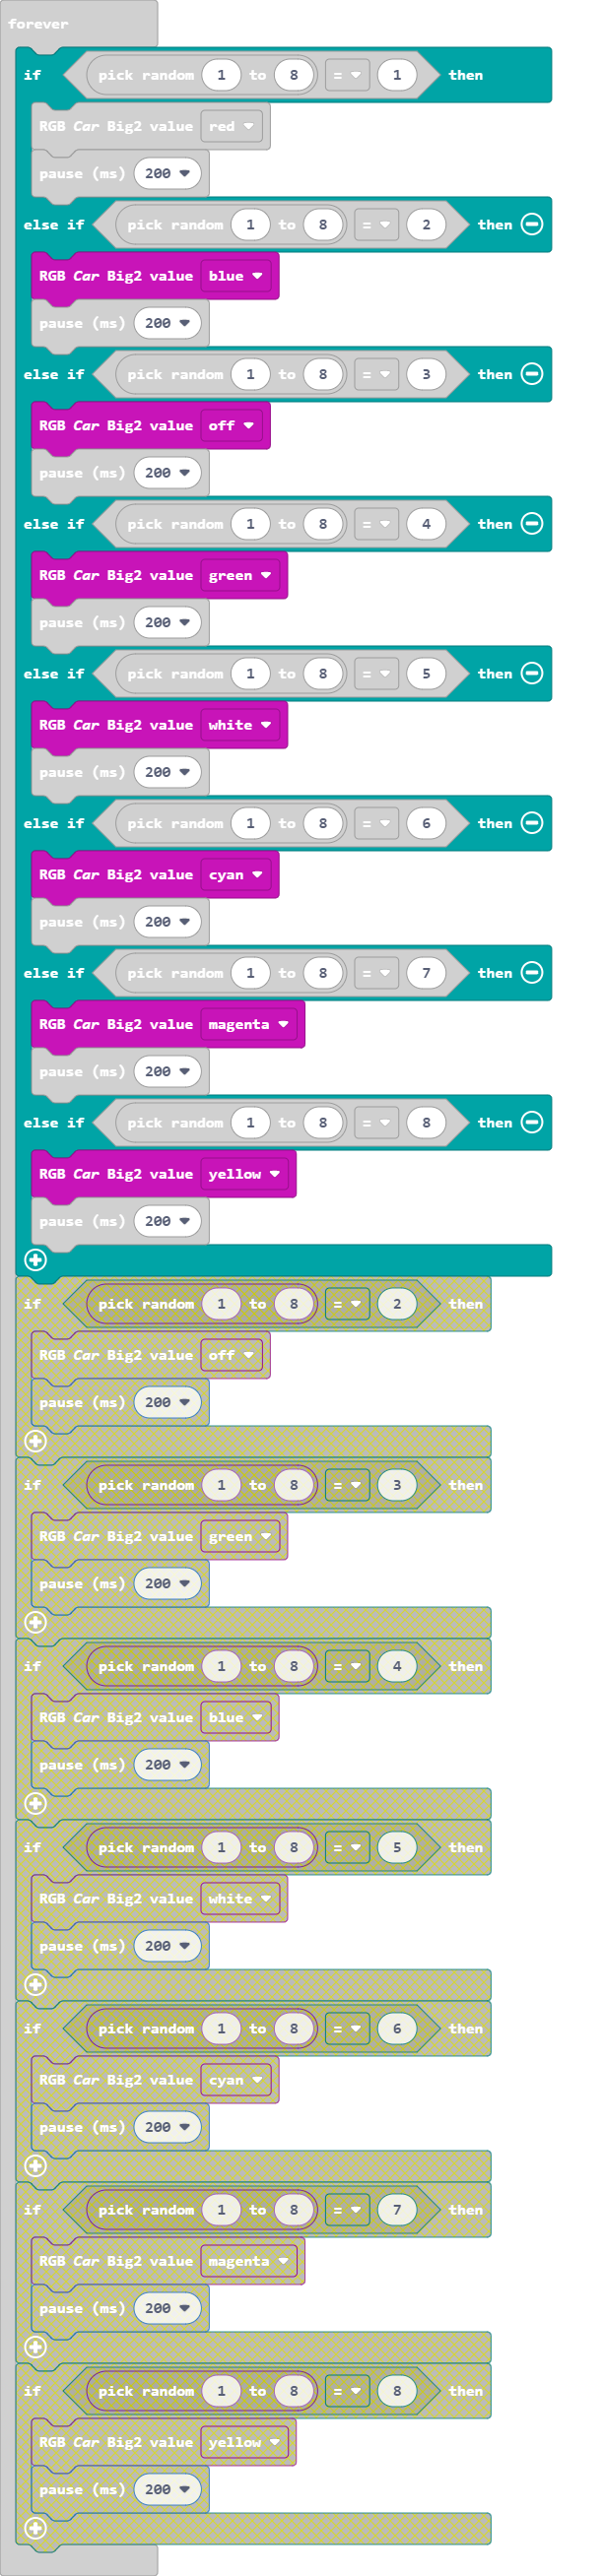 forever
if pick random 1 to 8 = 1 then
RGB Car Big2 value red
pause (ms) 200
else if pick random 1 to 8 = 2 then
RGB Car Big2 value blue
pause (ms) 200
else if pick random 1 to 8 = 3 then
RGB Car Big2 value off
pause (ms) 200
else if pick random 1 to 8 = 4 then
RGB Car Big2 value green
pause (ms) 200
else if pick random 1 to 8 = 5 then
RGB Car Big2 value white
pause (ms) 200
else if pick random 1 to 8 = 6 then
RGB Car Big2 value cyan
pause (ms) 200
else if pick random 1 to 8 = 7 then
RGB Car Big2 value magenta
pause (ms) 200
else if pick random 1 to 8 = 8 then
RGB Car Big2 value yellow
pause (ms) 200
if pick random 1 to 8 = 2 then
RGB Car Big2 value off
pause (ms) 200
if pick random 1 to 8 = 3 then
RGB Car Big2 value green
pause (ms) 200
if pick random 1 to 8 = 4 then
RGB Car Big2 value blue
pause (ms) 200
if pick random 1 to 8 = 5 then
RGB Car Big2 value white
pause (ms) 200
if pick random 1 to 8 = 6 then
RGB Car Big2 value cyan
pause (ms) 200
if pick random 1 to 8 = 7 then
RGB Car Big2 value magenta
pause (ms) 200
if pick random 1 to 8 = 8 then
RGB Car Big2 value yellow
pause (ms) 200